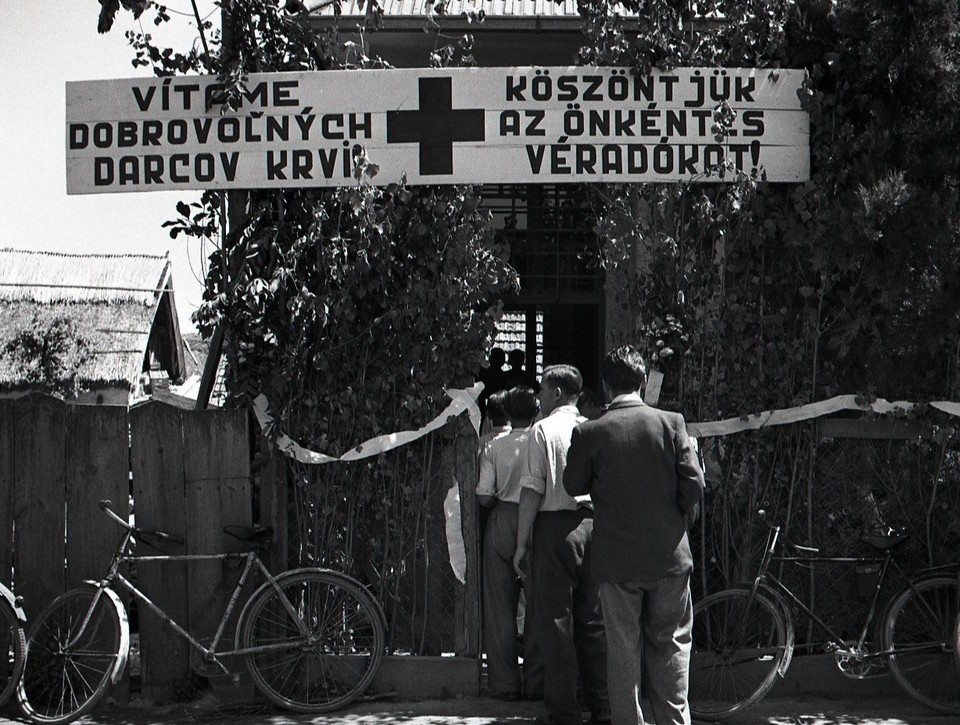 VÍTAME
DOBROVOĽNÝCH
DARCOV KRVI!
KÖSZÖNTJÜK
AZ ÖNKÉNTES
VÉRADÓKAT!